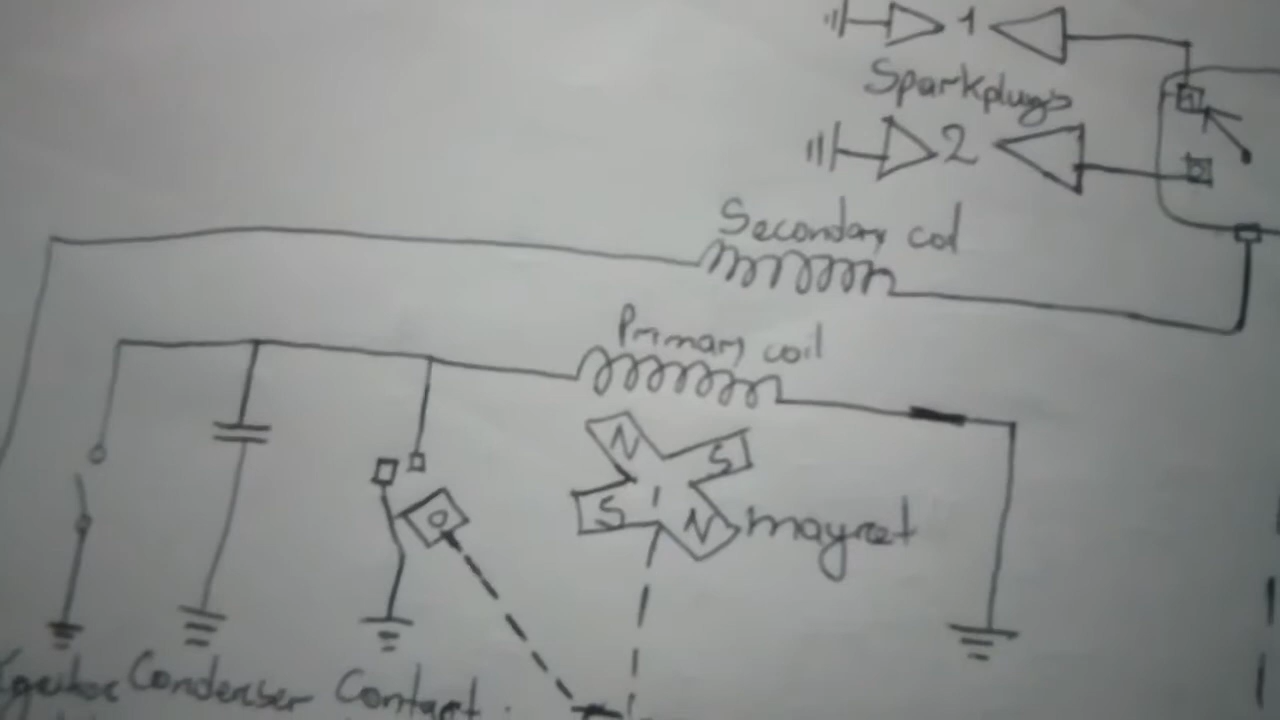 1
Sparkplugs
2
Secondary coil
Primary coil
N
S
S
N
magnet
Condenser Contact